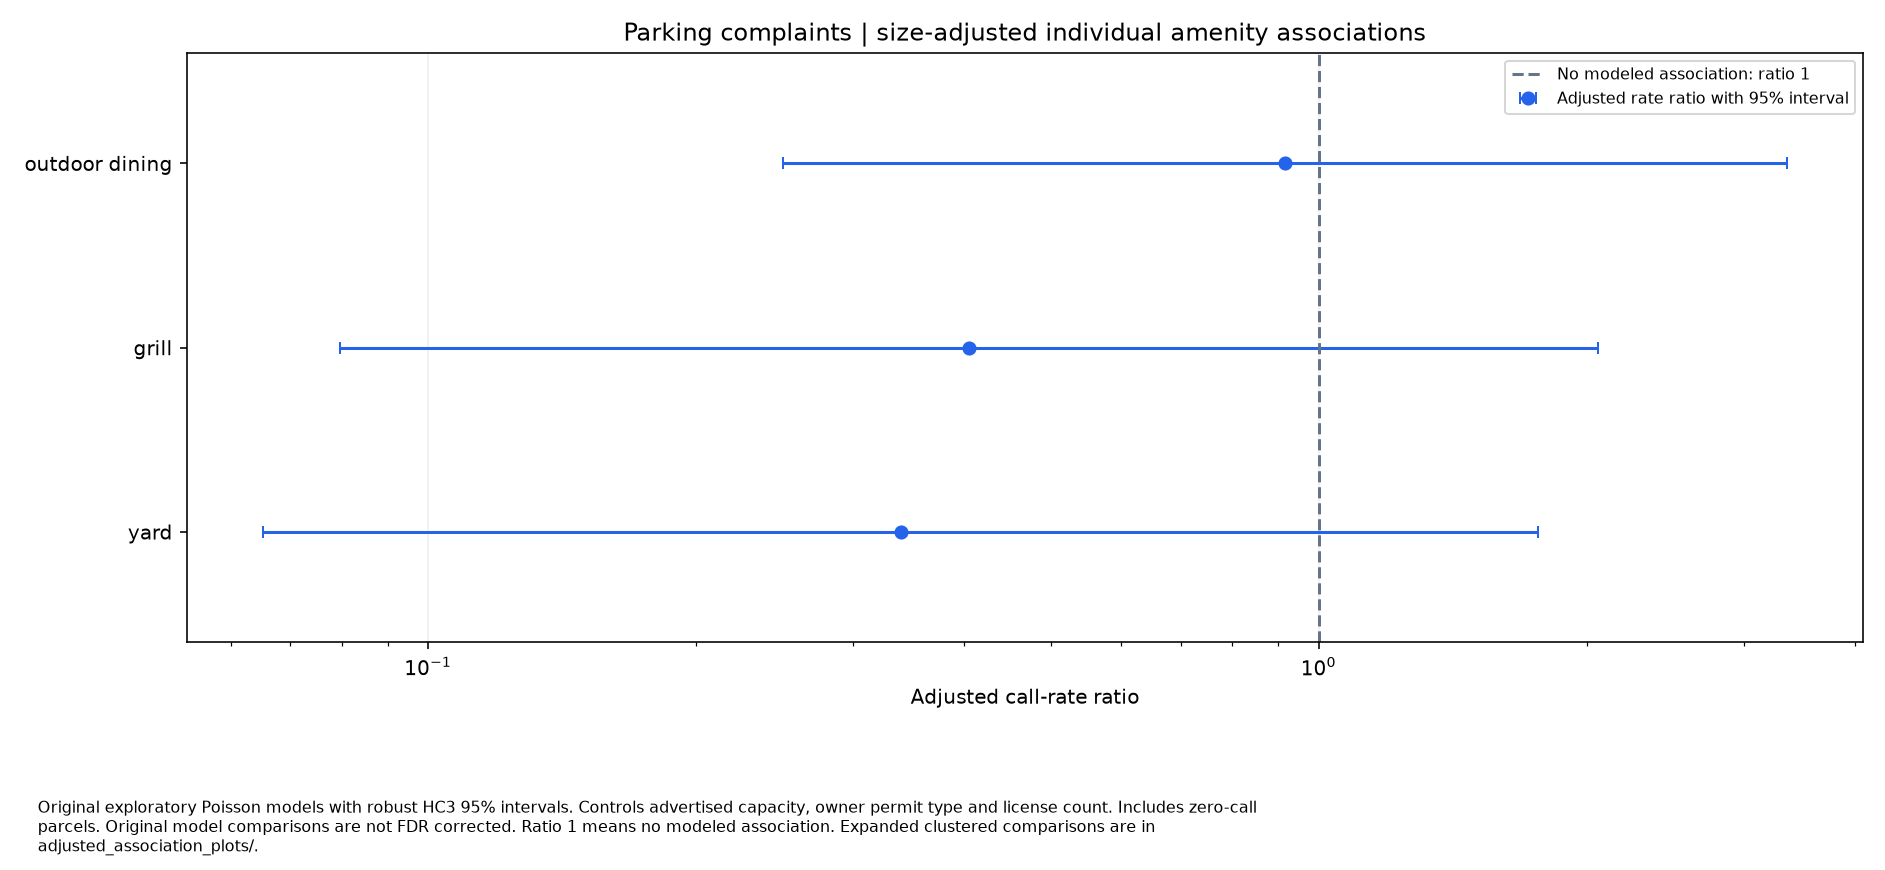 Parking complaints | size-adjusted individual amenity associations
No modeled association: ratio 1
Adjusted rate ratio with 95% interval
outdoor dining
grill
yard
10⁻¹
10⁰
Adjusted call-rate ratio
Original exploratory Poisson models with robust HC3 95% intervals. Controls advertised capacity, owner permit type and license count. Includes zero-call
parcels. Original model comparisons are not FDR corrected. Ratio 1 means no modeled association. Expanded clustered comparisons are in
adjusted_association_plots/.